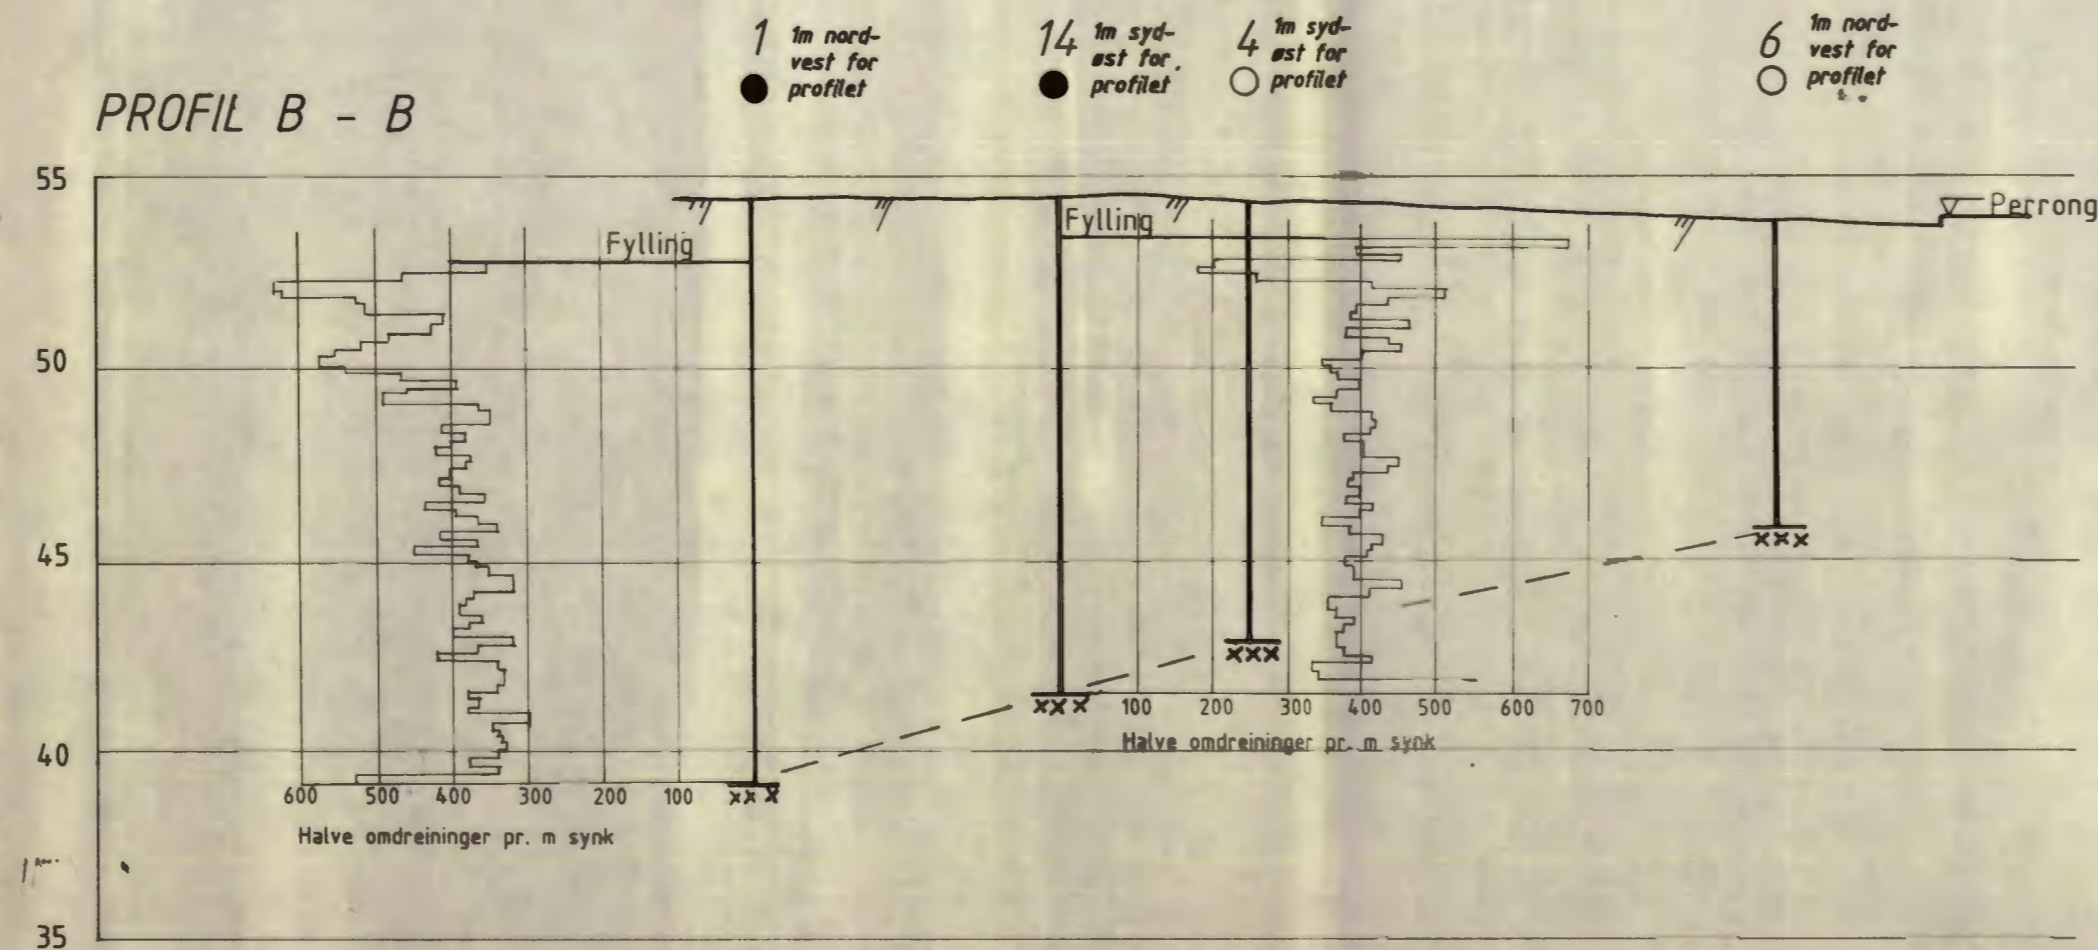 1 1m nord-
vest for
profilet
14 1m syd-
øst for
profilet
4 1m syd-
øst for
profilet
6 1m nord-
vest for
profilet
PROFIL B - B
55
Perrong
Fylling
Fylling
50
45
100 200 300 400 500 600 700
Halve omdreininger pr. m synk
40
600 500 400 300 200 100
Halve omdreininger pr. m synk
35